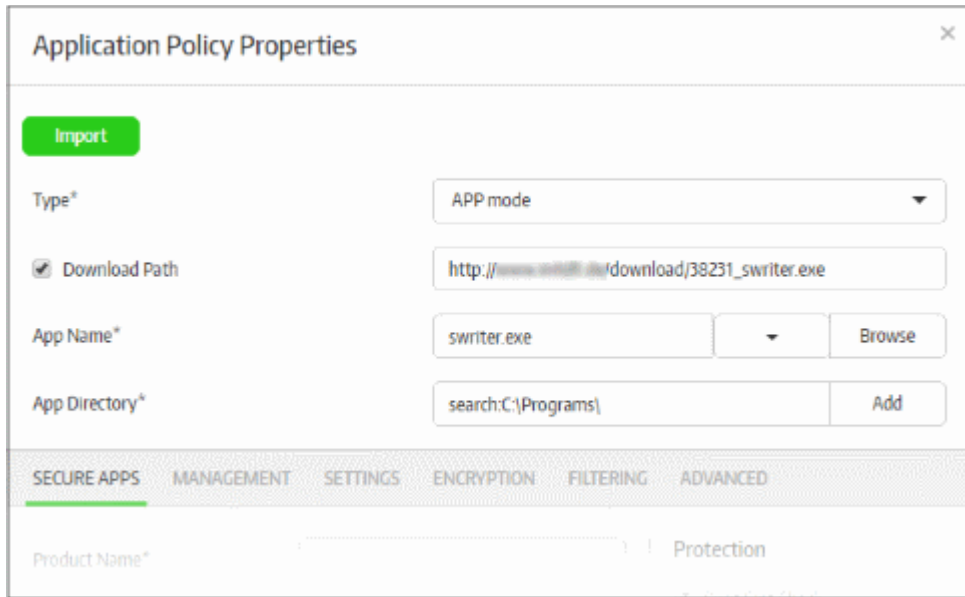 Application Policy Properties
×
Import
Type*
APP mode
Download Path
http:// /download/38231_swriter.exe
App Name*
swriter.exe
Browse
App Directory*
search:C:\Programs\
Add
SECURE APPS MANAGEMENT SETTINGS ENCRYPTION FILTERING ADVANCED
Product Name*
Protection